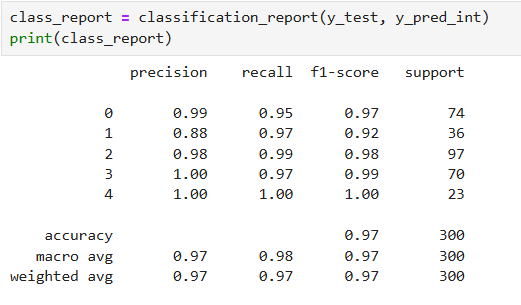 class_report = classification_report(y_test, y_pred_int)
print(class_report)
precision recall f1-score support
0 0.99 0.95 0.97 74
1 0.88 0.97 0.92 36
2 0.98 0.99 0.98 97
3 1.00 0.97 0.99 70
4 1.00 1.00 1.00 23
accuracy 0.97 300
macro avg 0.97 0.98 0.97 300
weighted avg 0.97 0.97 0.97 300